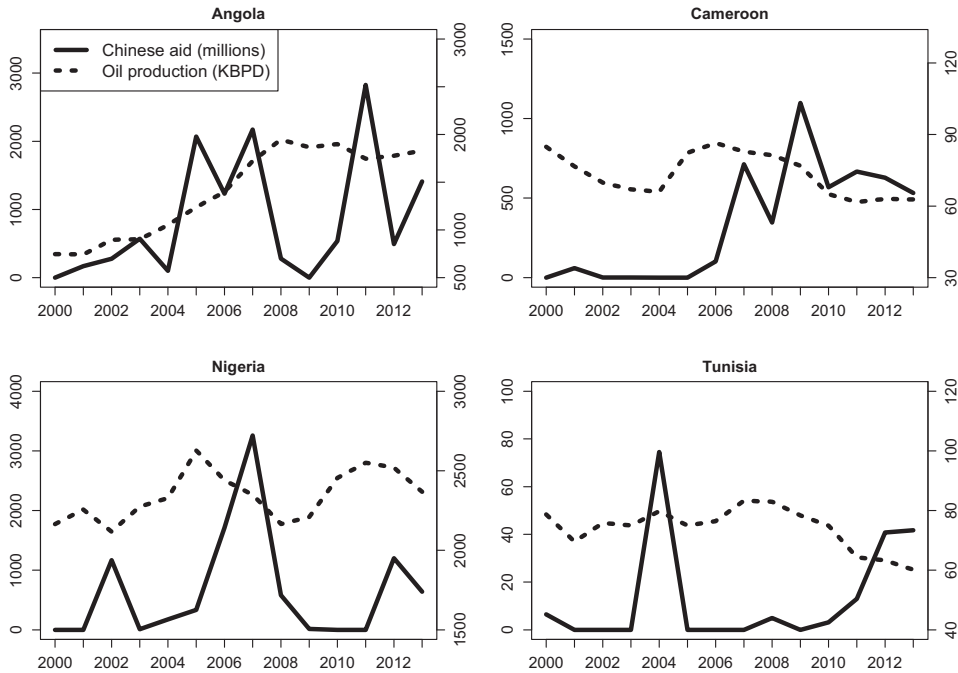 Angola
Chinese aid (millions)
Oil production (KBPD)
0 1000 2000 3000
500 1000 2000 3000
2000 2002 2004 2006 2008 2010 2012
Cameroon
0 500 1000 1500
30 60 90 120
2000 2002 2004 2006 2008 2010 2012
Nigeria
0 1000 2000 3000 4000
1500 2000 2500 3000
2000 2002 2004 2006 2008 2010 2012
Tunisia
0 20 40 60 80 100
40 60 80 100 120
2000 2002 2004 2006 2008 2010 2012